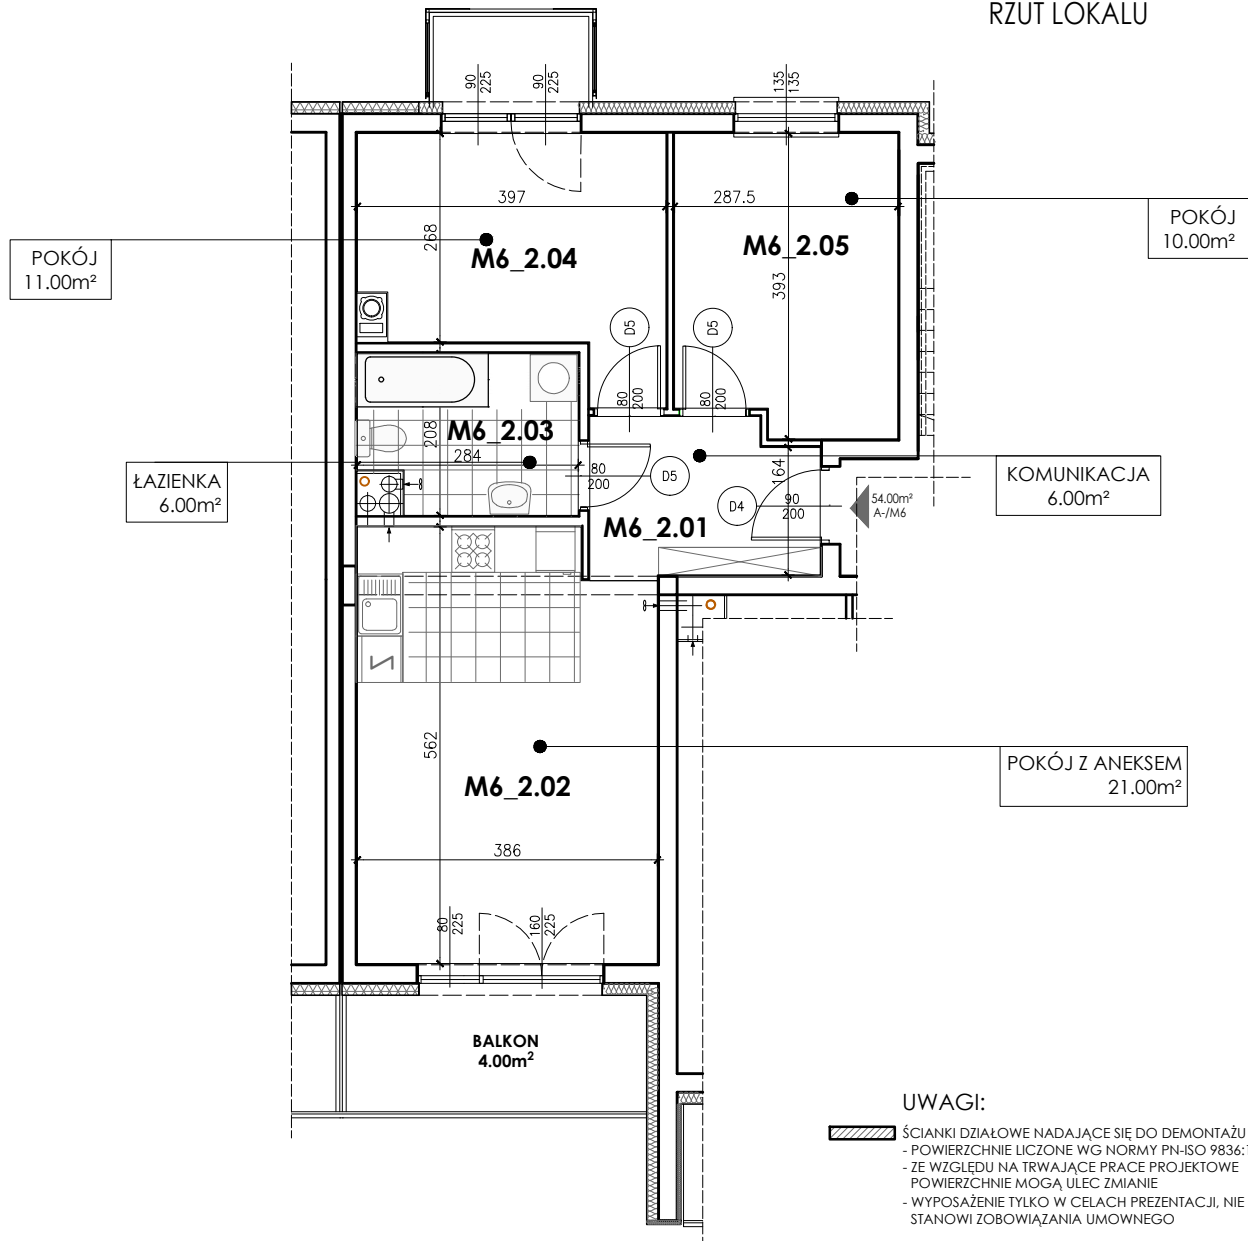 RZUT LOKALU
90
225
90
225
135
135
397
287.5
268
393
M6_2.04
M6_2.05
POKÓJ
11.00m²
POKÓJ
10.00m²
D5
D5
80
200
80
200
M6_2.03
208
284
ŁAZIENKA
6.00m²
80
200
D5
164
KOMUNIKACJA
6.00m²
D4
90
200
54.00m²
A-/M6
M6_2.01
562
M6_2.02
POKÓJ Z ANEKSEM
21.00m²
386
80
225
160
225
BALKON
4.00m²
UWAGI:
ŚCIANKI DZIAŁOWE NADAJĄCE SIĘ DO DEMONTAŻU
- POWIERZCHNIE LICZONE WG NORMY PN-ISO 9836:
- ZE WZGLĘDU NA TRWAJĄCE PRACE PROJEKTOWE
POWIERZCHNIE MOGĄ ULEC ZMIANIE
- WYPOSAŻENIE TYLKO W CELACH PREZENTACJI, NIE
STANOWI ZOBOWIĄZANIA UMOWNEGO